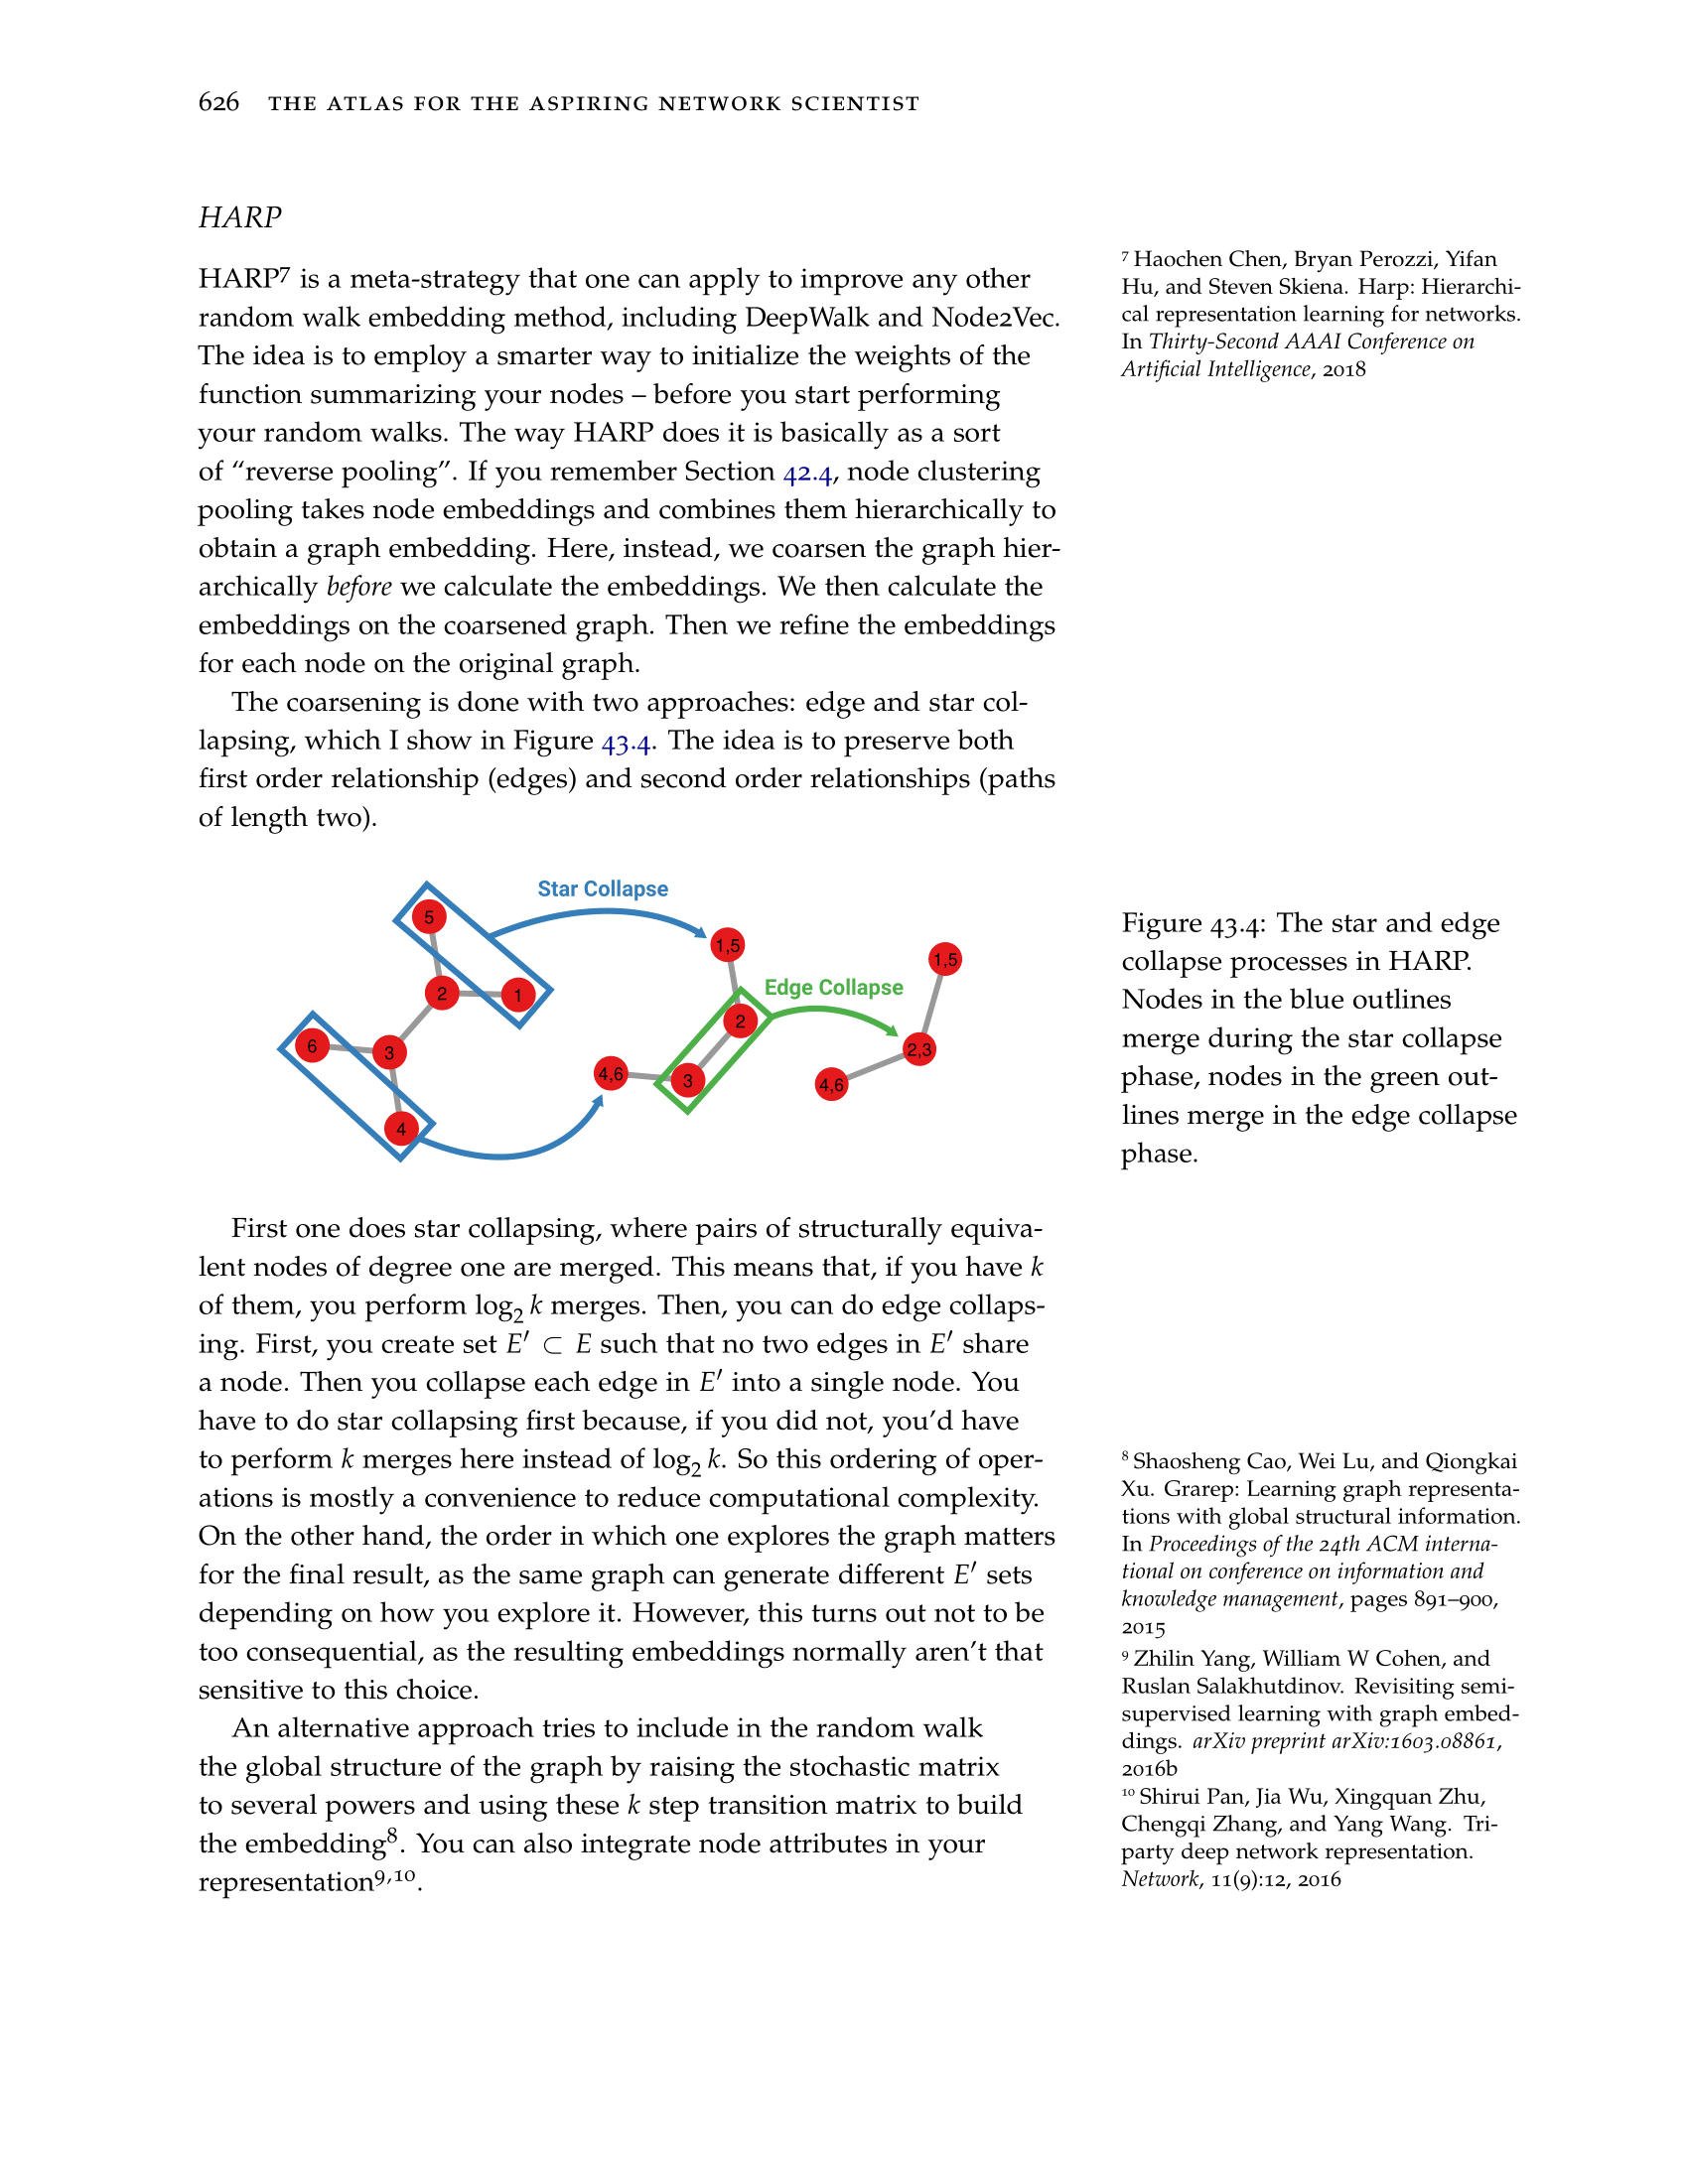 626 THE ATLAS FOR THE ASPIRING NETWORK SCIENTIST
HARP
HARP⁷ is a meta-strategy that one can apply to improve any other
random walk embedding method, including DeepWalk and Node2Vec.
The idea is to employ a smarter way to initialize the weights of the
function summarizing your nodes – before you start performing
your random walks. The way HARP does it is basically as a sort
of “reverse pooling”. If you remember Section 42.4, node clustering
pooling takes node embeddings and combines them hierarchically to
obtain a graph embedding. Here, instead, we coarsen the graph hier-
archically before we calculate the embeddings. We then calculate the
embeddings on the coarsened graph. Then we refine the embeddings
for each node on the original graph.
The coarsening is done with two approaches: edge and star col-
lapsing, which I show in Figure 43.4. The idea is to preserve both
first order relationship (edges) and second order relationships (paths
of length two).
⁷ Haochen Chen, Bryan Perozzi, Yifan
Hu, and Steven Skiena. Harp: Hierarchi-
cal representation learning for networks.
In Thirty-Second AAAI Conference on
Artificial Intelligence, 2018
Star Collapse
5
2
1
6
3
4
1,5
2
3
4,6
Edge Collapse
1,5
2,3
4,6
Figure 43.4: The star and edge
collapse processes in HARP.
Nodes in the blue outlines
merge during the star collapse
phase, nodes in the green out-
lines merge in the edge collapse
phase.
First one does star collapsing, where pairs of structurally equiva-
lent nodes of degree one are merged. This means that, if you have k
of them, you perform log₂ k merges. Then, you can do edge collaps-
ing. First, you create set E′ ⊂ E such that no two edges in E′ share
a node. Then you collapse each edge in E′ into a single node. You
have to do star collapsing first because, if you did not, you’d have
to perform k merges here instead of log₂ k. So this ordering of oper-
ations is mostly a convenience to reduce computational complexity.
On the other hand, the order in which one explores the graph matters
for the final result, as the same graph can generate different E′ sets
depending on how you explore it. However, this turns out not to be
too consequential, as the resulting embeddings normally aren’t that
sensitive to this choice.
An alternative approach tries to include in the random walk
the global structure of the graph by raising the stochastic matrix
to several powers and using these k step transition matrix to build
the embedding⁸. You can also integrate node attributes in your
representation⁹,¹⁰.
⁸ Shaosheng Cao, Wei Lu, and Qiongkai
Xu. Grarep: Learning graph representa-
tions with global structural information.
In Proceedings of the 24th ACM interna-
tional on conference on information and
knowledge management, pages 891–900,
2015
⁹ Zhilin Yang, William W Cohen, and
Ruslan Salakhutdinov. Revisiting semi-
supervised learning with graph embed-
dings. arXiv preprint arXiv:1603.08861,
2016b
¹⁰ Shirui Pan, Jia Wu, Xingquan Zhu,
Chengqi Zhang, and Yang Wang. Tri-
party deep network representation.
Network, 11(9):12, 2016